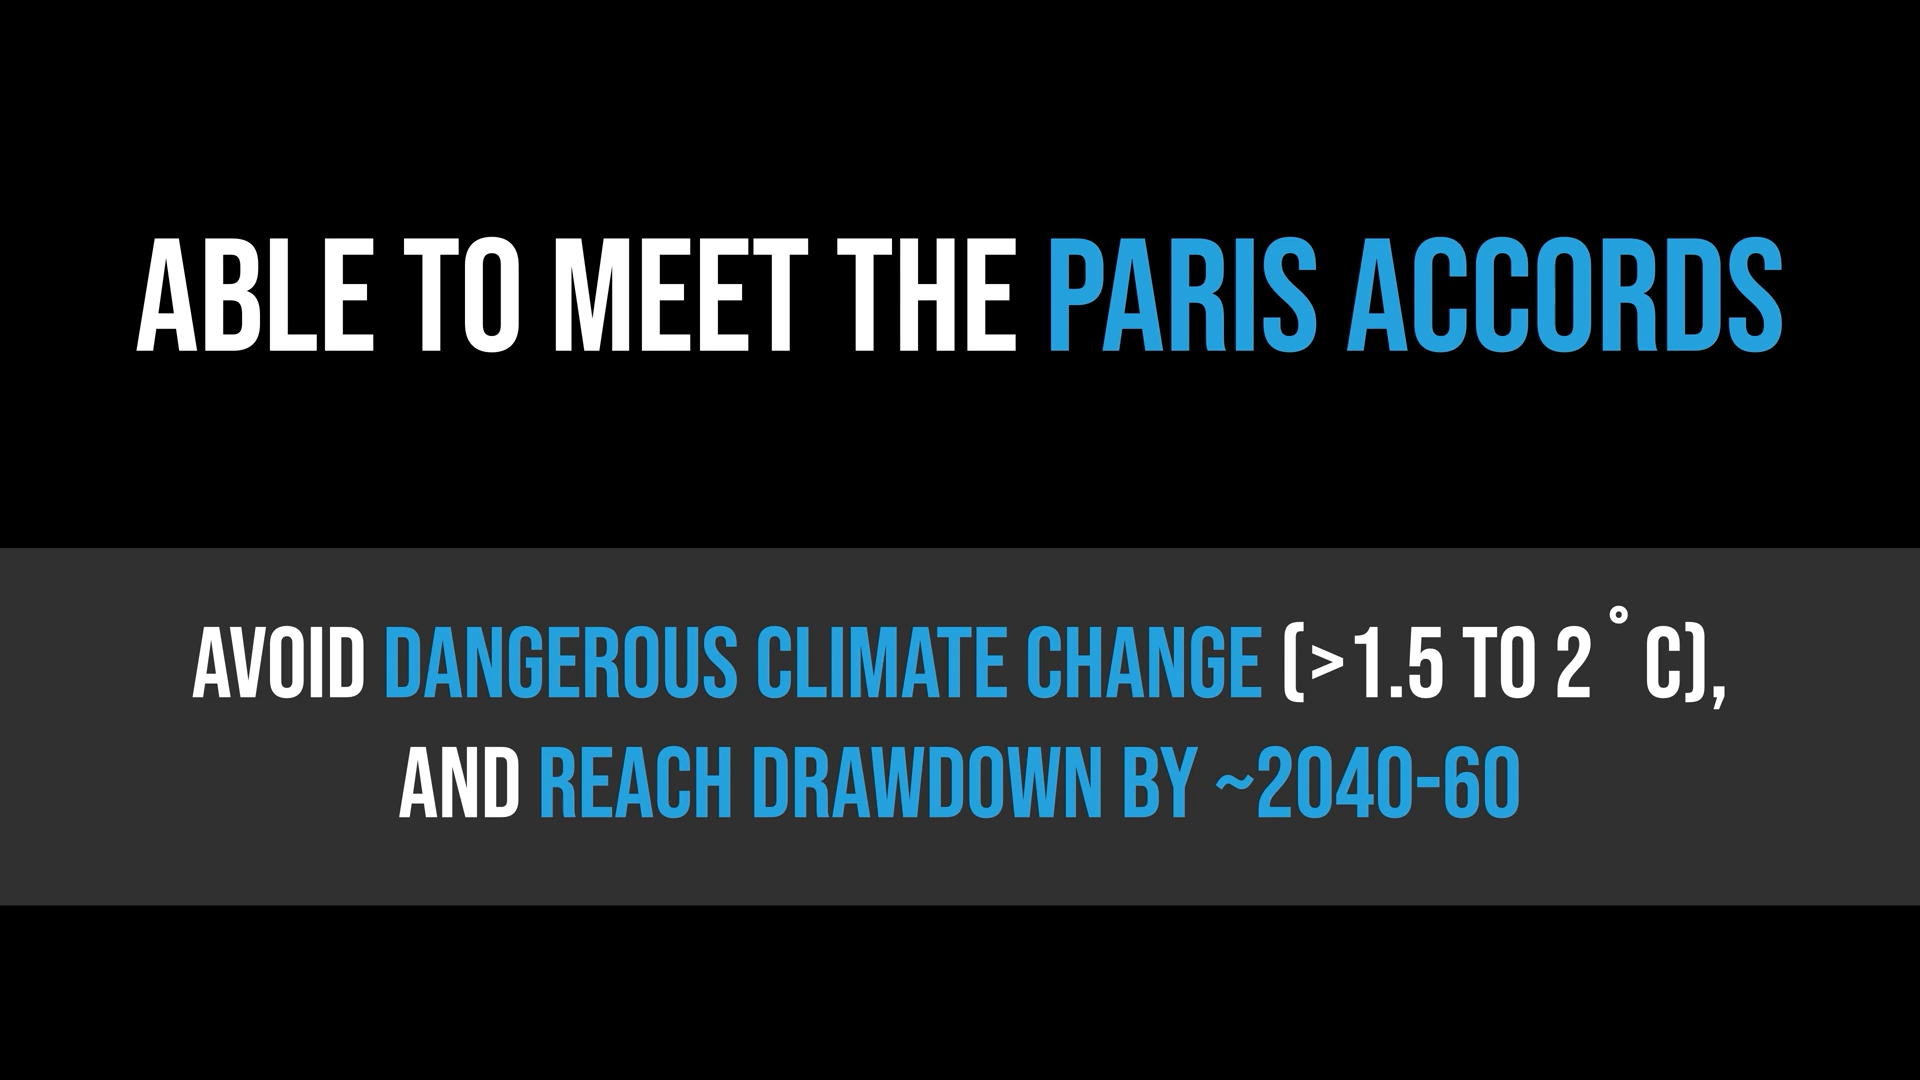 ABLE TO MEET THE PARIS ACCORDS
AVOID DANGEROUS CLIMATE CHANGE (>1.5 TO 2˚C),
AND REACH DRAWDOWN BY ~2040-60